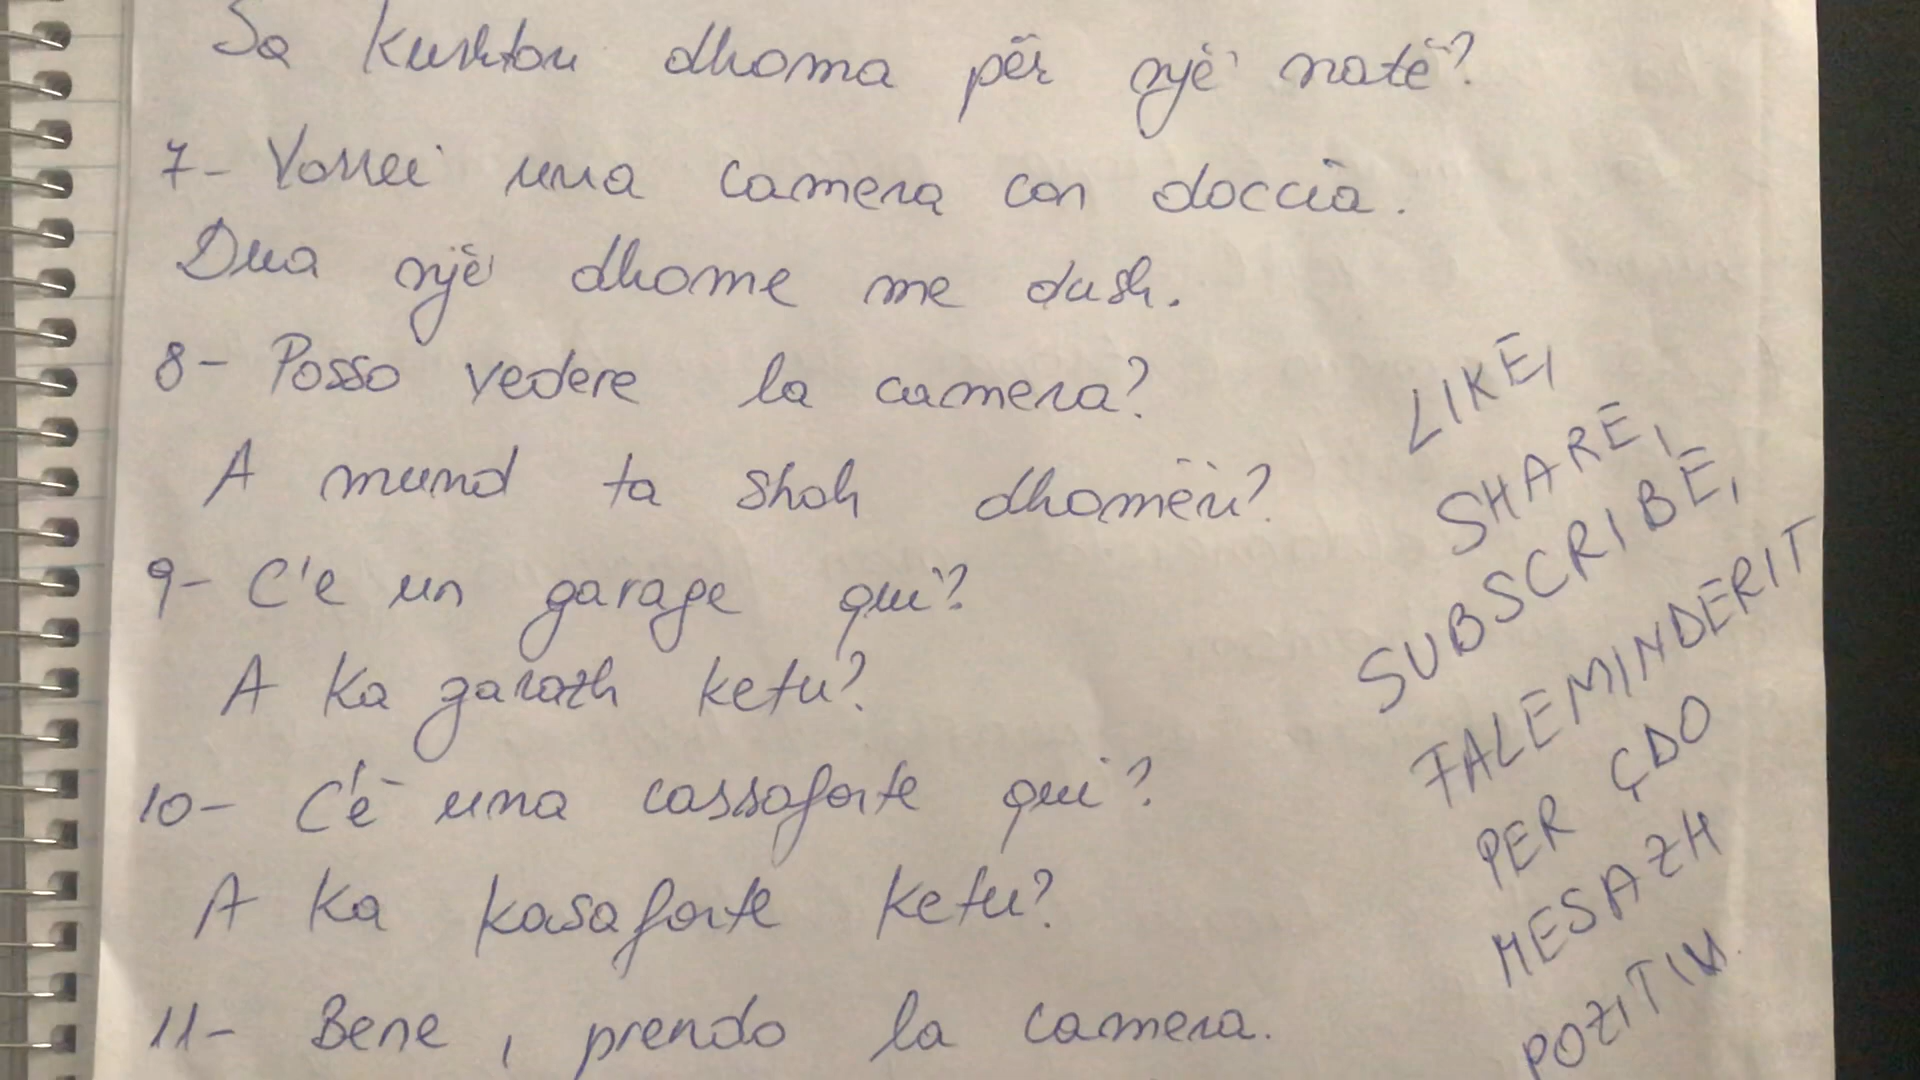 Sa kushton dhoma për një natë?
7- Vorrei una camera con doccia.
Dua një dhome me dush.
8- Posso vedere la camera?
A mund ta shoh dhomën?
9- C'e un garage qui?
A ka garazh ketu?
10- C'é una cassaforte qui?
A ka kasaforte ketu?
11- Bene, prendo la camera.
LIKE,
SHARE,
SUBSCRIBE,
FALEMINDERIT
PER ÇDO
MESAZH
POZITIV.